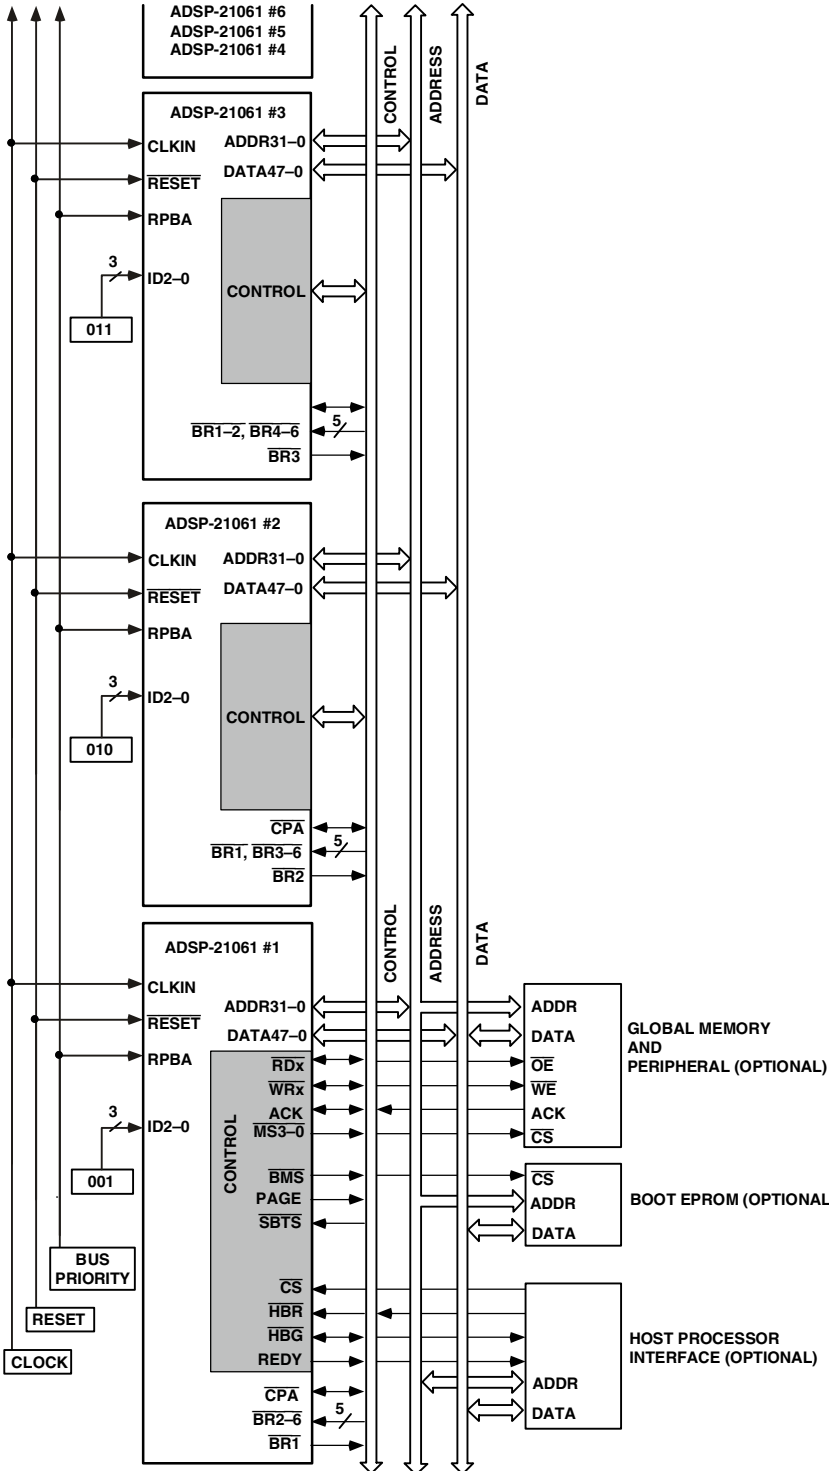 ADSP-21061 #6
ADSP-21061 #5
ADSP-21061 #4
CONTROL
ADDRESS
DATA
ADSP-21061 #3
CLKIN
ADDR31–0
RESET
DATA47–0
RPBA
3
ID2–0
CONTROL
011
5
BR1–2, BR4–6
BR3
ADSP-21061 #2
CLKIN
ADDR31–0
RESET
DATA47–0
RPBA
3
ID2–0
CONTROL
010
CPA
5
BR1, BR3–6
BR2
CONTROL
ADDRESS
DATA
ADSP-21061 #1
CLKIN
ADDR31–0
RESET
DATA47–0
RPBA
3
ID2–0
001
CONTROL
RDx
WRx
ACK
MS3–0
BMS
PAGE
SBTS
CS
HBR
HBG
REDY
CPA
5
BR2–6
BR1
BUS
PRIORITY
RESET
CLOCK
ADDR
DATA
OE
WE
ACK
CS
GLOBAL MEMORY
AND
PERIPHERAL (OPTIONAL)
CS
ADDR
DATA
BOOT EPROM (OPTIONAL
ADDR
DATA
HOST PROCESSOR
INTERFACE (OPTIONAL)